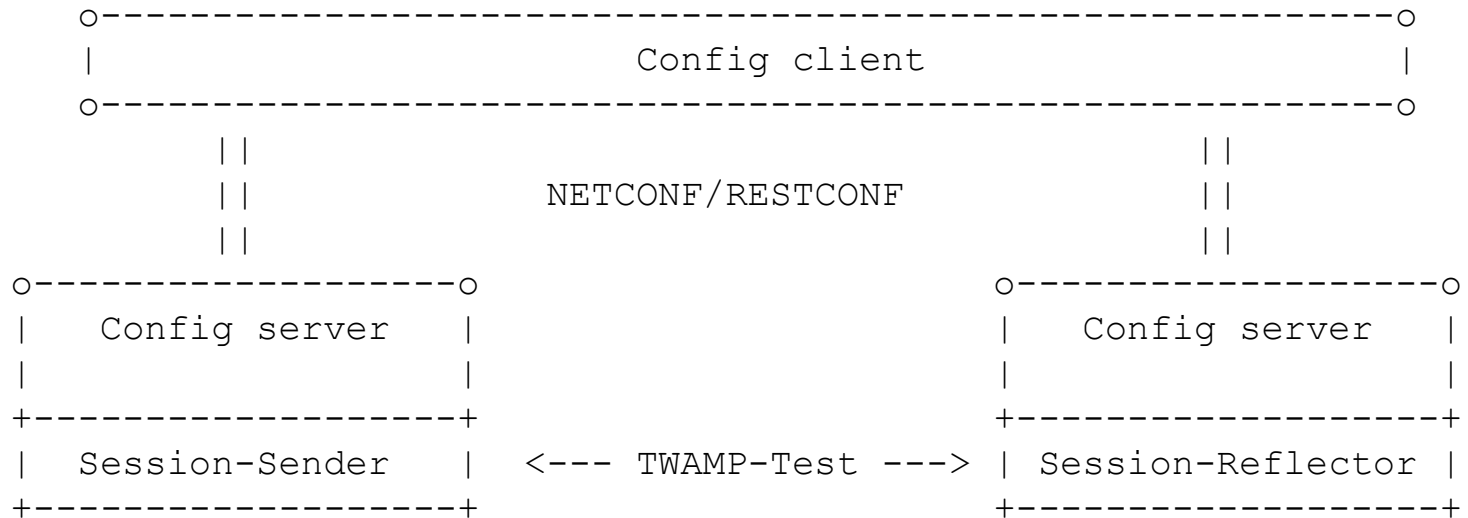 Config client
NETCONF/RESTCONF
Config server Config server
Session-Sender <--- TWAMP-Test ---> Session-Reflector